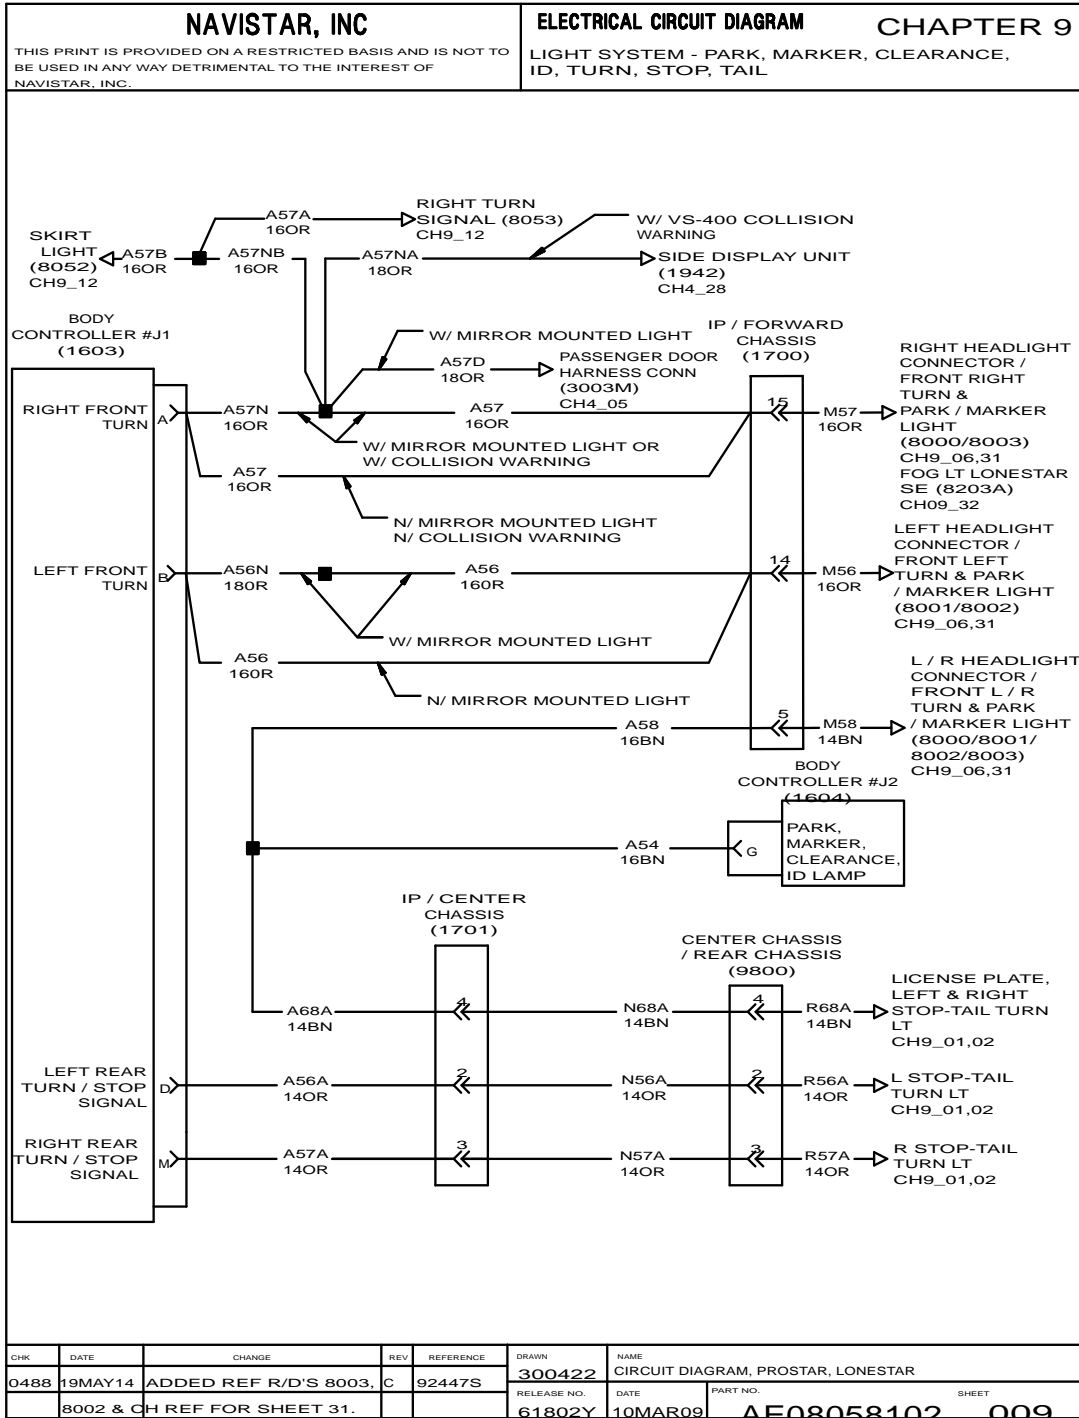 NAVISTAR, INC
THIS PRINT IS PROVIDED ON A RESTRICTED BASIS AND IS NOT TO
BE USED IN ANY WAY DETRIMENTAL TO THE INTEREST OF
NAVISTAR, INC.
ELECTRICAL CIRCUIT DIAGRAM
CHAPTER 9
LIGHT SYSTEM - PARK, MARKER, CLEARANCE,
ID, TURN, STOP, TAIL
RIGHT TURN
SIGNAL (8053)
CH9_12
A57A
16OR
SKIRT
LIGHT
(8052)
CH9_12
A57B
16OR
A57NB
16OR
A57NA
18OR
W/ VS-400 COLLISION
WARNING
SIDE DISPLAY UNIT
(1942)
CH4_28
BODY
CONTROLLER #J1
(1603)
W/ MIRROR MOUNTED LIGHT
A57D
18OR
PASSENGER DOOR
HARNESS CONN
(3003M)
CH4_05
IP / FORWARD
CHASSIS
(1700)
RIGHT FRONT
TURN
A
A57N
16OR
A57
16OR
15
M57
16OR
RIGHT HEADLIGHT
CONNECTOR /
FRONT RIGHT
TURN &
PARK / MARKER
LIGHT
(8000/8003)
CH9_06,31
FOG LT LONESTAR
SE (8203A)
CH09_32
W/ MIRROR MOUNTED LIGHT OR
W/ COLLISION WARNING
A57
16OR
N/ MIRROR MOUNTED LIGHT
N/ COLLISION WARNING
LEFT FRONT
TURN
B
A56N
180R
A56
160R
14
M56
16OR
LEFT HEADLIGHT
CONNECTOR /
FRONT LEFT
TURN & PARK
/ MARKER LIGHT
(8001/8002)
CH9_06,31
W/ MIRROR MOUNTED LIGHT
A56
160R
N/ MIRROR MOUNTED LIGHT
A58
16BN
5
M58
14BN
L / R HEADLIGHT
CONNECTOR /
FRONT L / R
TURN & PARK
/ MARKER LIGHT
(8000/8001/
8002/8003)
CH9_06,31
BODY
CONTROLLER #J2
(1604)
A54
16BN
G
PARK,
MARKER,
CLEARANCE,
ID LAMP
IP / CENTER
CHASSIS
(1701)
CENTER CHASSIS
/ REAR CHASSIS
(9800)
A68A
14BN
4
N68A
14BN
4
R68A
14BN
LICENSE PLATE,
LEFT & RIGHT
STOP-TAIL TURN
LT
CH9_01,02
LEFT REAR
TURN / STOP
SIGNAL
D
A56A
14OR
2
N56A
14OR
2
R56A
14OR
L STOP-TAIL
TURN LT
CH9_01,02
RIGHT REAR
TURN / STOP
SIGNAL
M
A57A
14OR
3
N57A
14OR
3
R57A
14OR
R STOP-TAIL
TURN LT
CH9_01,02
CHK DATE CHANGE REV REFERENCE
0488 19MAY14 ADDED REF R/D'S 8003, C 92447S
8002 & CH REF FOR SHEET 31.
DRAWN
300422
NAME
CIRCUIT DIAGRAM, PROSTAR, LONESTAR
RELEASE NO.
61802Y
DATE
10MAR09
PART NO.
AE08058102
SHEET
009